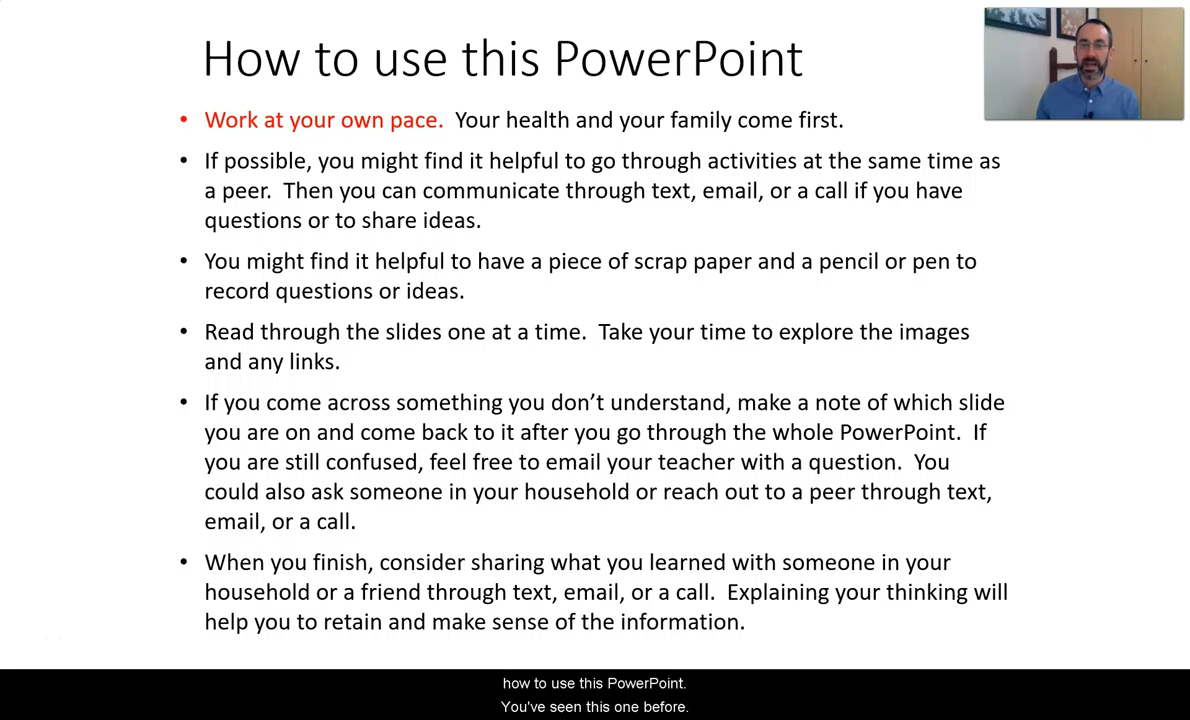 How to use this PowerPoint
• Work at your own pace.  Your health and your family come first.
• If possible, you might find it helpful to go through activities at the same time as
a peer.  Then you can communicate through text, email, or a call if you have
questions or to share ideas.
• You might find it helpful to have a piece of scrap paper and a pencil or pen to
record questions or ideas.
• Read through the slides one at a time.  Take your time to explore the images
and any links.
• If you come across something you don’t understand, make a note of which slide
you are on and come back to it after you go through the whole PowerPoint.  If
you are still confused, feel free to email your teacher with a question.  You
could also ask someone in your household or reach out to a peer through text,
email, or a call.
• When you finish, consider sharing what you learned with someone in your
household or a friend through text, email, or a call.  Explaining your thinking will
help you to retain and make sense of the information.
how to use this PowerPoint.
You've seen this one before.